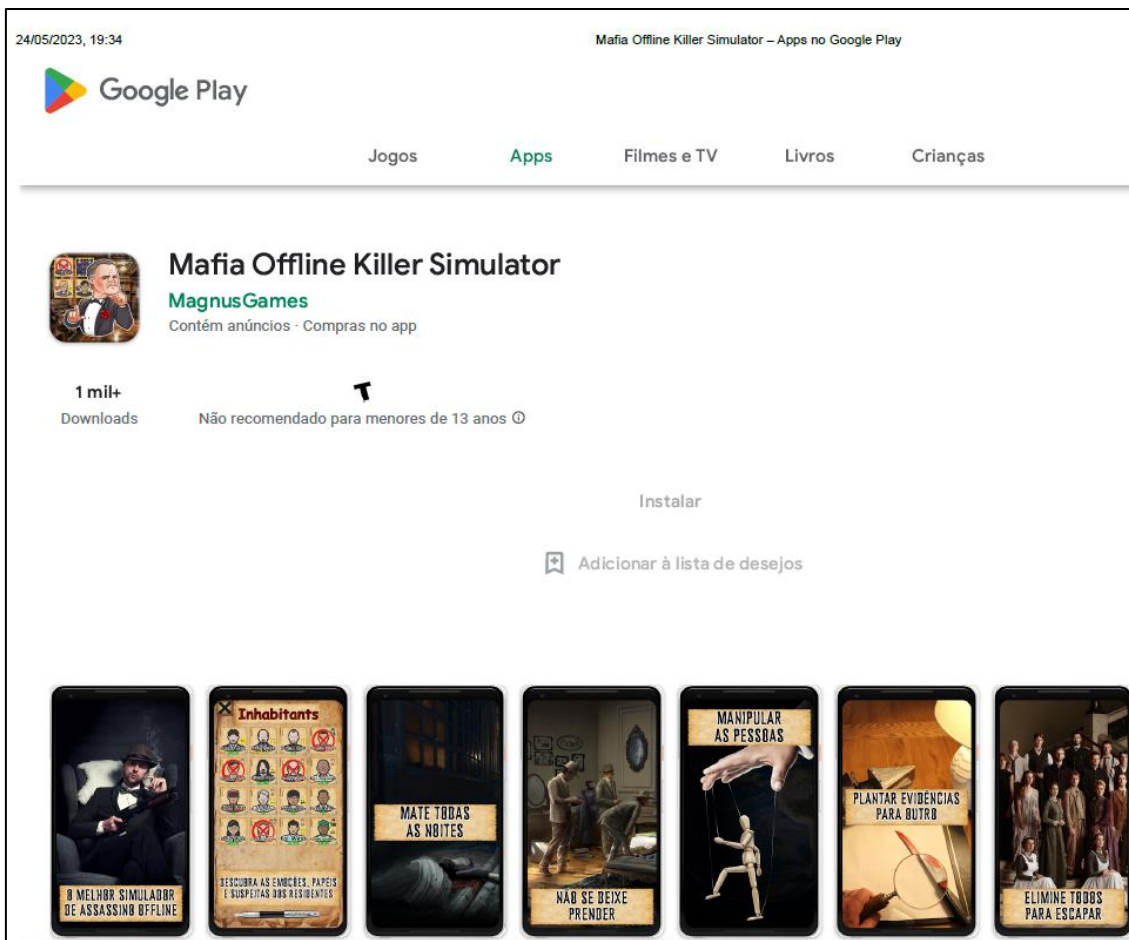 24/05/2023, 19:34
Mafia Offline Killer Simulator – Apps no Google Play
Google Play
Jogos
Apps
Filmes e TV
Livros
Crianças
Mafia Offline Killer Simulator
MagnusGames
Contém anúncios · Compras no app
1 mil+
T
Downloads
Não recomendado para menores de 13 anos
Instalar
Adicionar à lista de desejos
O MELHOR SIMULADOR
DE ASSASSINO OFFLINE
Inhabitants
DESCUBRA AS EMOÇÕES, PAPÉIS
E SUSPEITAS DOS RESIDENTES
MATE TODAS
AS NOITES
NÃO SE DEIXE
PRENDER
MANIPULAR
AS PESSOAS
PLANTAR EVIDÊNCIAS
PARA OUTRO
ELIMINE TODOS
PARA ESCAPAR